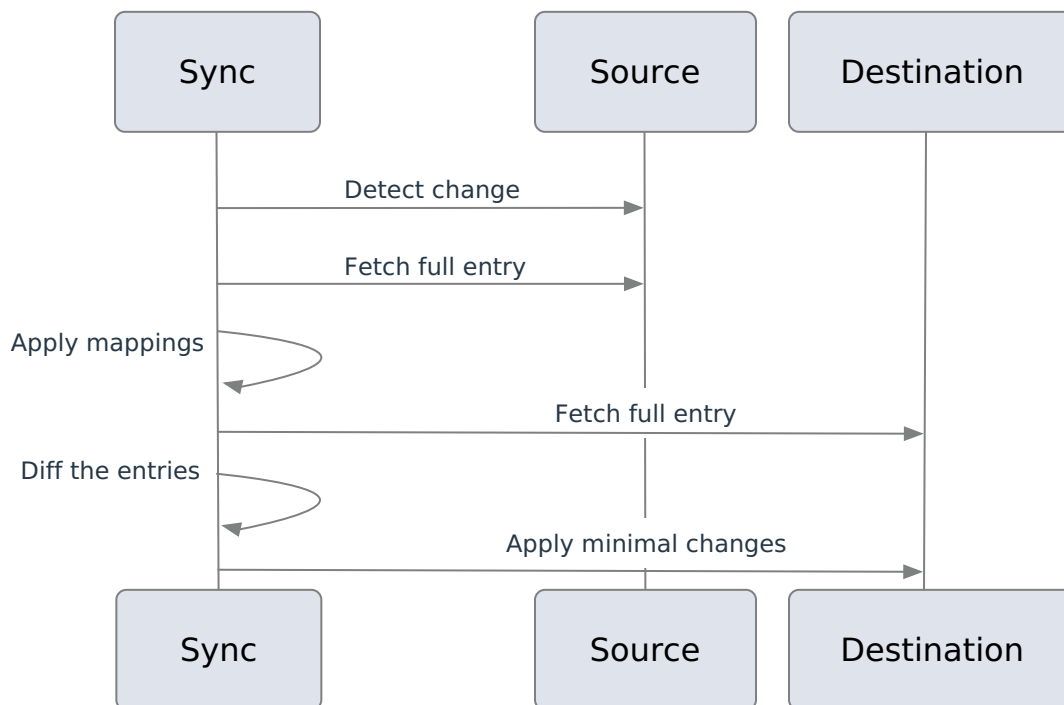 Sync
Source
Destination
Detect change
Fetch full entry
Apply mappings
Fetch full entry
Diff the entries
Apply minimal changes
Sync
Source
Destination